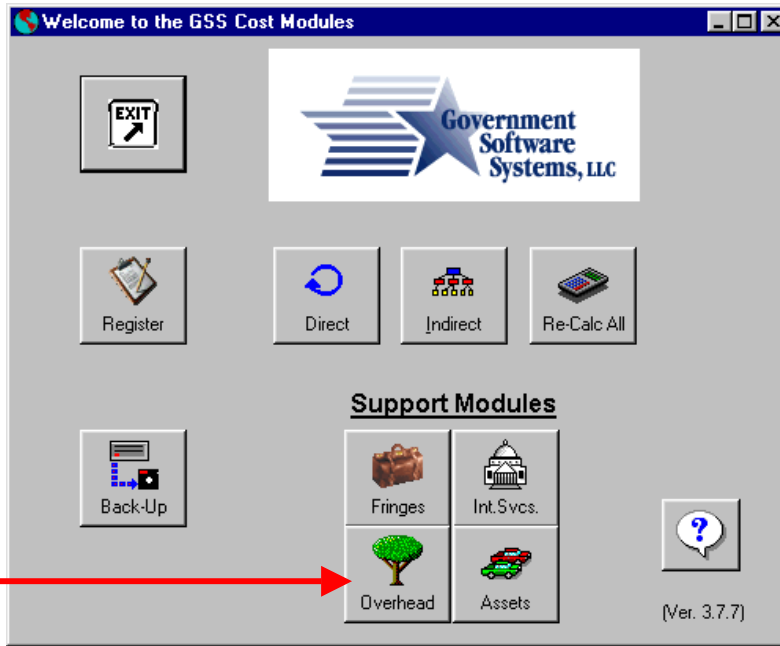 Welcome to the GSS Cost Modules
EXIT
Government
Software
Systems, LLC
Register
Direct
Indirect
Re-Calc All
Support Modules
Back-Up
Fringes
Int.Svcs.
?
Overhead
Assets
(Ver. 3.7.7)